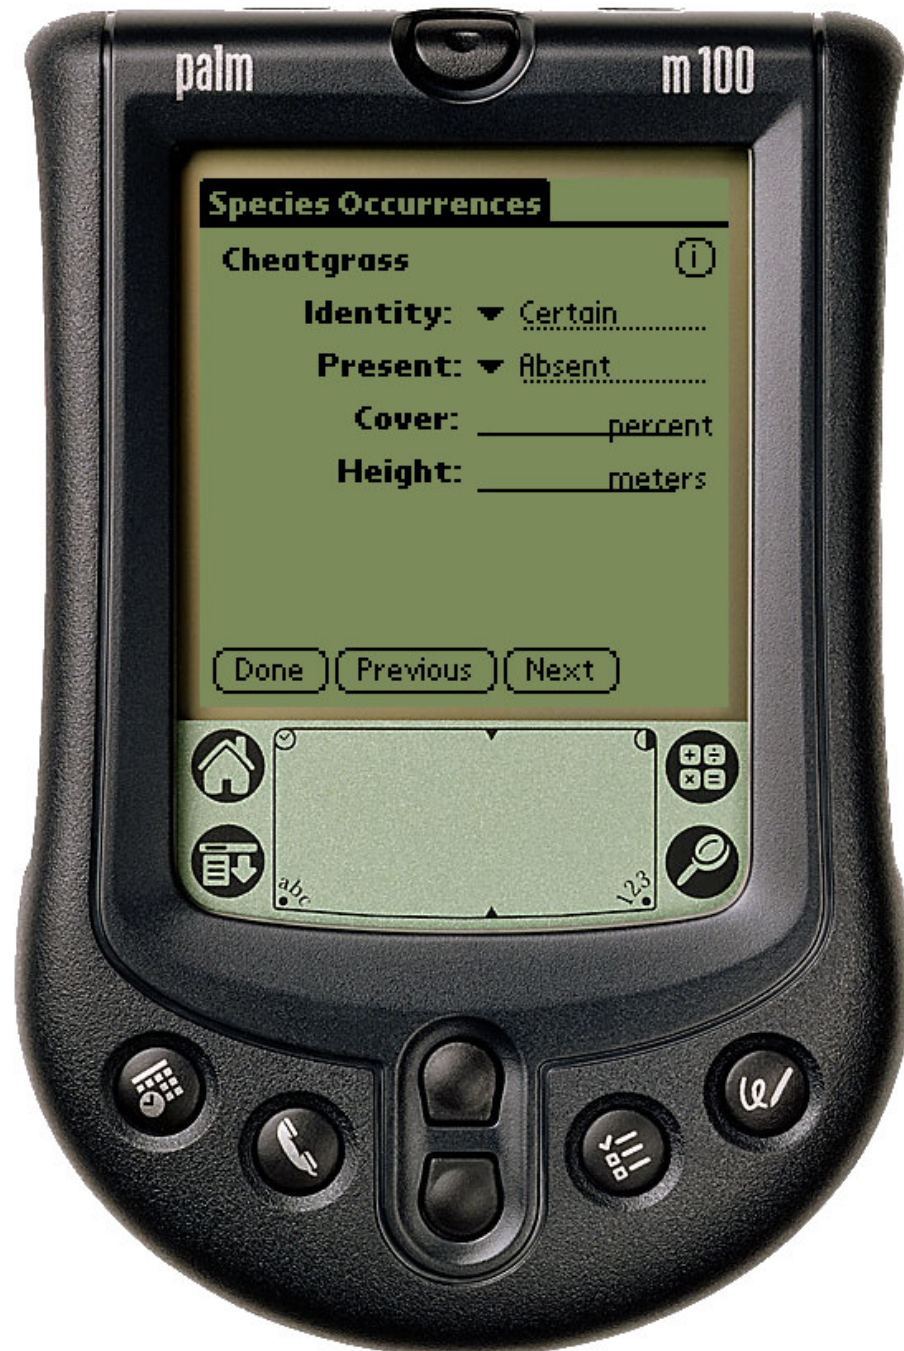 palm m100
Species Occurrences
Cheatgrass i
Identity: Certain
Present: Absent
Cover: percent
Height: meters
Done Previous Next
abc 123